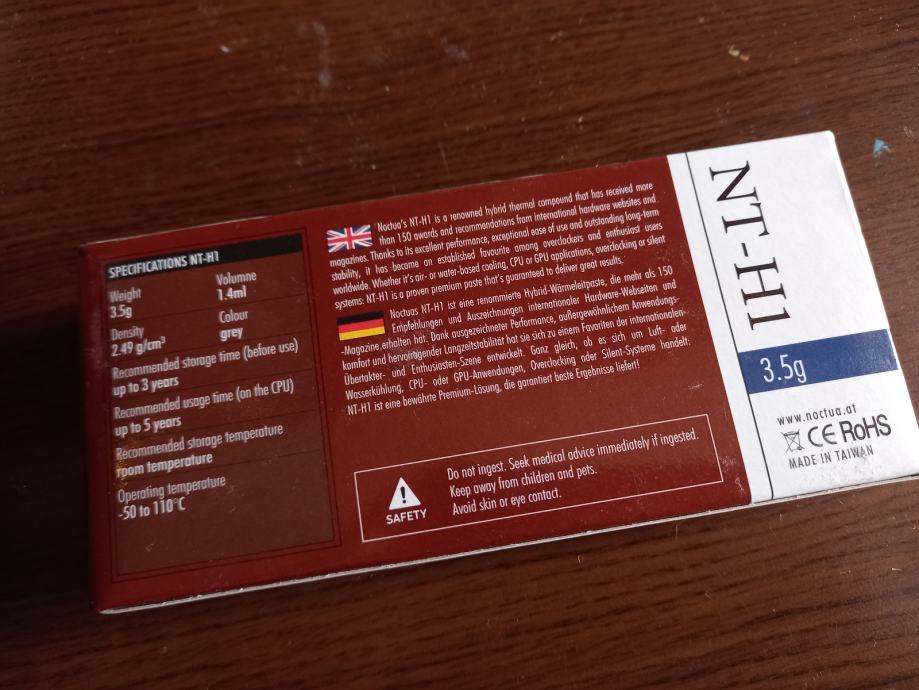 SPECIFICATIONS NT-H1
Weight Volumne
3.5g 1.4ml
Density Colour
2.49 g/cm³ grey
Recommended storage time (before use)
up to 3 years
Recommended usage time (on the CPU)
up to 5 years
Recommended storage temperature
room temperature
Operating temperature
-50 to 110°C
Noctua's NT-H1 is a renowned hybrid thermal compound that has received more
than 150 awards and recommendations from international hardware websites and
magazines. Thanks to its excellent performance, exceptional ease of use and outstanding long-term
stability, it has become an established favourite among overclockers and enthusiast users
worldwide. Whether it's air- or water-based cooling, CPU or GPU applications, overclocking or silent
systems: NT-H1 is a proven premium paste that's guaranteed to deliver great results.
Noctuas NT-H1 ist eine renommierte Hybrid-Wärmeleitpaste, die mehr als 150
Empfehlungen und Auszeichnungen internationaler Hardware-Webseiten und
-Magazine erhalten hat. Dank ausgezeichneter Performance, außergewöhnlichem Anwendungs-
komfort und hervorragender Langzeitstabilität hat sie sich zu einem Favoriten der internationalen
Übertakter- und Enthusiasten-Szene entwickelt. Ganz gleich, ob es sich um Luft- oder
Wasserkühlung, CPU- oder GPU-Anwendungen, Overclocking oder Silent-Systeme handelt:
NT-H1 ist eine bewährte Premium-Lösung, die garantiert beste Ergebnisse liefert!
SAFETY
Do not ingest. Seek medical advice immediately if ingested.
Keep away from children and pets.
Avoid skin or eye contact.
NT-H1
3.5g
www.noctua.at
CE RoHS
MADE IN TAIWAN